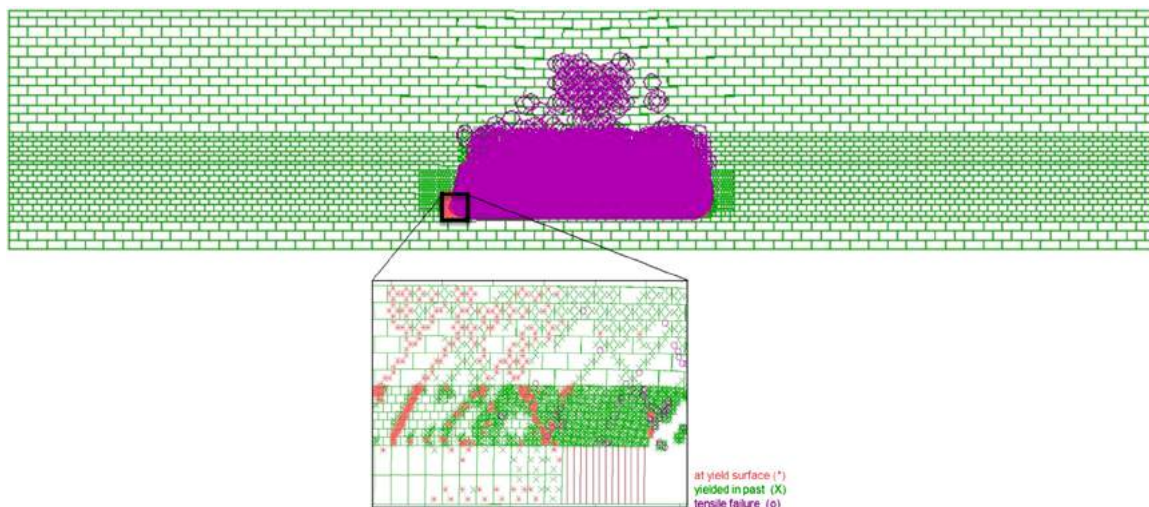 at yield surface (*)
yielded in past (X)
tensile failure (o)